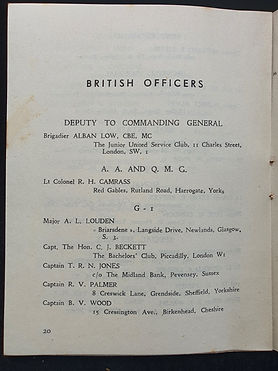 BRITISH OFFICERS
DEPUTY TO COMMANDING GENERAL
Brigadier ALBAN LOW, CBE, MC
The Junior United Service Club, 11 Charles Street,
London, SW. 1
A. A. AND Q. M. G.
Lt Colonel R. H. CAMRASS
Red Gables, Rutland Road, Harrogate, Yorks
G - 1
Major A. L. LOUDEN
"Briarsdene", Langside Drive, Newlands, Glasgow,
S. 3.
Capt, The Hon. C. J. BECKETT
The Bachelors' Club, Piccadilly, London W1
Captain T. R. N. JONES
c/o The Midland Bank, Pevensey, Sussex
Captain R. V. PALMER
8 Creswick Lane, Grendside, Sheffield, Yorkshire
Captain B. V. WOOD
15 Cressington Ave., Birkenhead, Cheshire
20